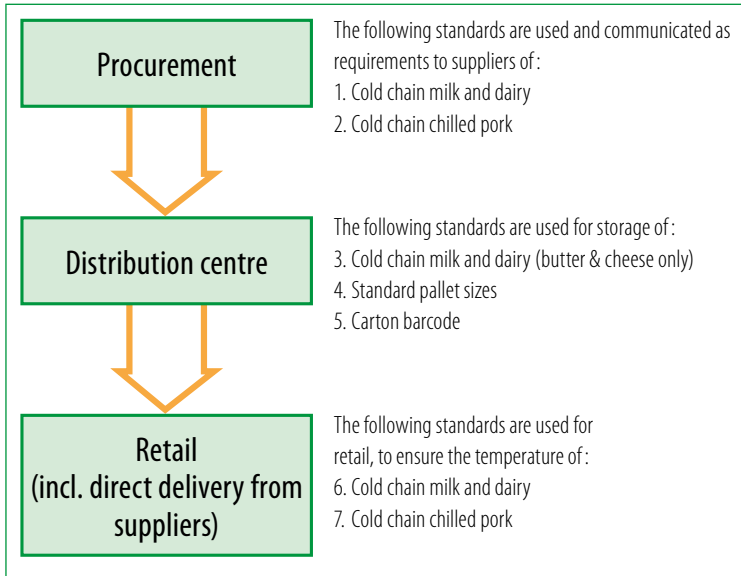 Procurement
The following standards are used and communicated as
requirements to suppliers of :
1. Cold chain milk and dairy
2. Cold chain chilled pork
Distribution centre
The following standards are used for storage of :
3. Cold chain milk and dairy (butter & cheese only)
4. Standard pallet sizes
5. Carton barcode
Retail
(incl. direct delivery from
suppliers)
The following standards are used for
retail, to ensure the temperature of :
6. Cold chain milk and dairy
7. Cold chain chilled pork